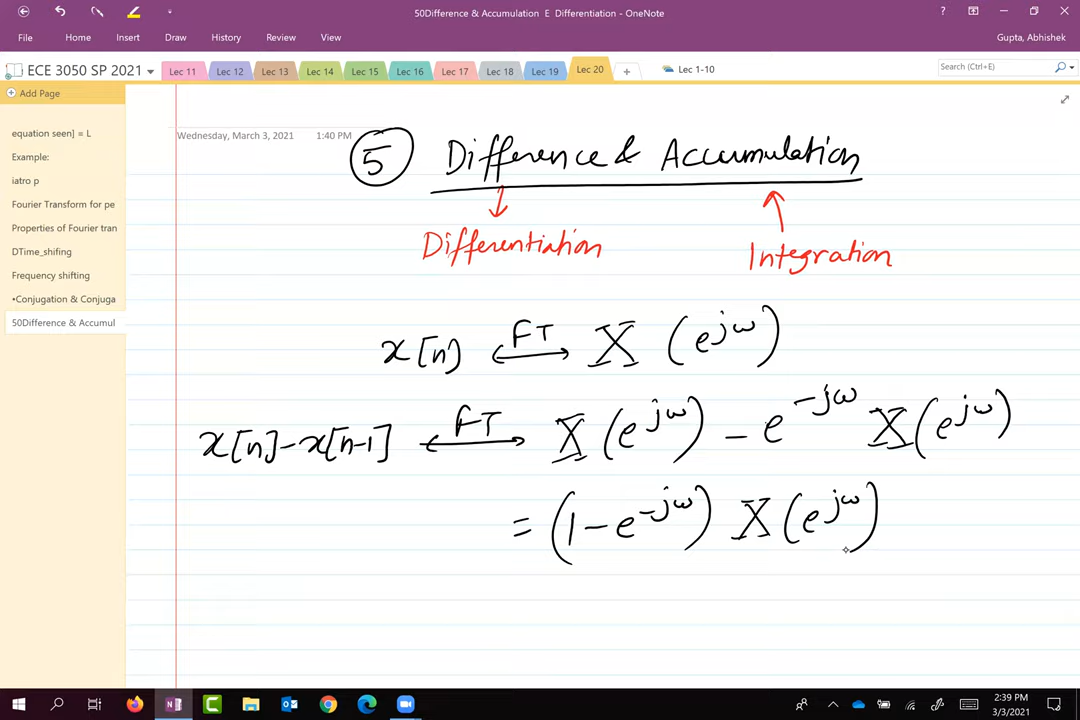 50Difference & Accumulation E Differentiation - OneNote
File Home Insert Draw History Review View Gupta, Abhishek
ECE 3050 SP 2021 Lec 11 Lec 12 Lec 13 Lec 14 Lec 15 Lec 16 Lec 17 Lec 18 Lec 19 Lec 20 + Lec 1-10 Search (Ctrl+E)
Add Page
equation seen] = L
Example:
iatro p
Fourier Transform for pe
Properties of Fourier tran
DTime_shifing
Frequency shifting
•Conjugation & Conjuga
50Difference & Accumul
Wednesday, March 3, 2021 1:40 PM
⑤ Difference & Accumulation
Differentiation Integration
x[n] ⟷FT X(e^{jω})
x[n]-x[n-1] ⟷FT X(e^{jω}) - e^{-jω} X(e^{jω})
= (1 - e^{-jω}) X(e^{jω})
2:39 PM
3/3/2021